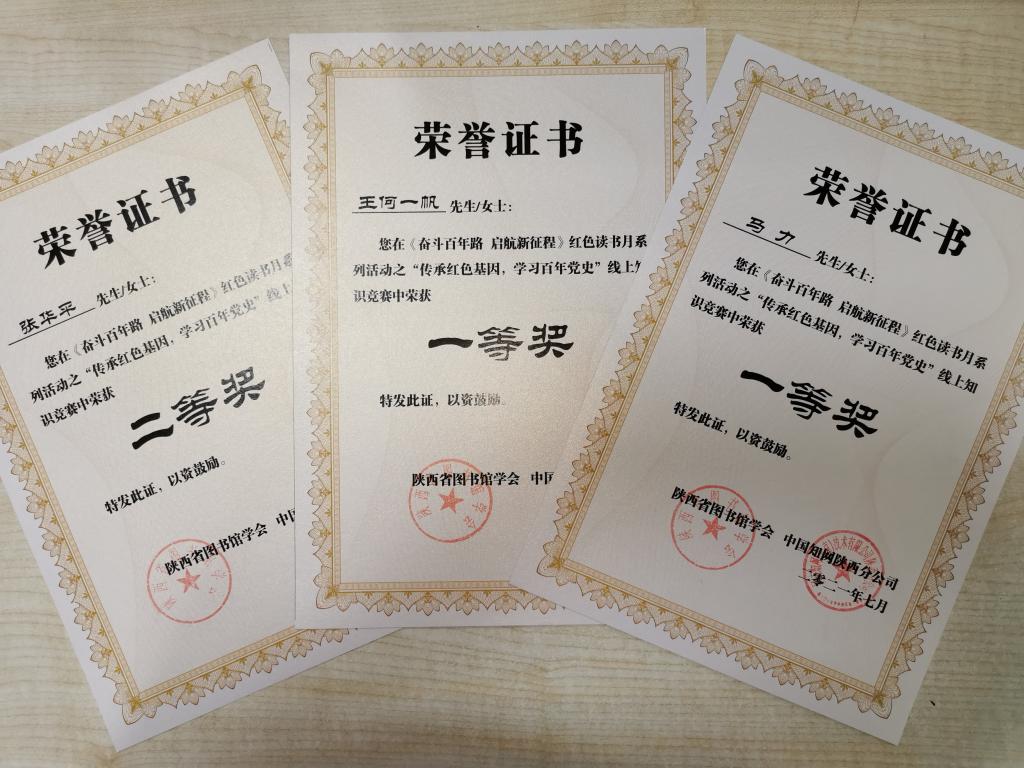 荣誉证书
张华平 先生/女士：
您在《奋斗百年路 启航新征程》红色读书月系
列活动之“传承红色基因，学习百年党史”线上
识竞赛中荣获
二等奖
特发此证，以资鼓励。
陕西省图书馆学会 中国
荣誉证书
王何一帆 先生/女士：
您在《奋斗百年路 启航新征程》红色读书月系
列活动之“传承红色基因，学习百年党史”线上知
识竞赛中荣获
一等奖
特发此证，以资鼓励。
陕西省图书馆学会 中国
荣誉证书
马力 先生/女士：
您在《奋斗百年路 启航新征程》红色读书月系
列活动之“传承红色基因，学习百年党史”线上知
识竞赛中荣获
一等奖
特发此证，以资鼓励。
陕西省图书馆学会 中国知网陕西分公司
二零二一年七月